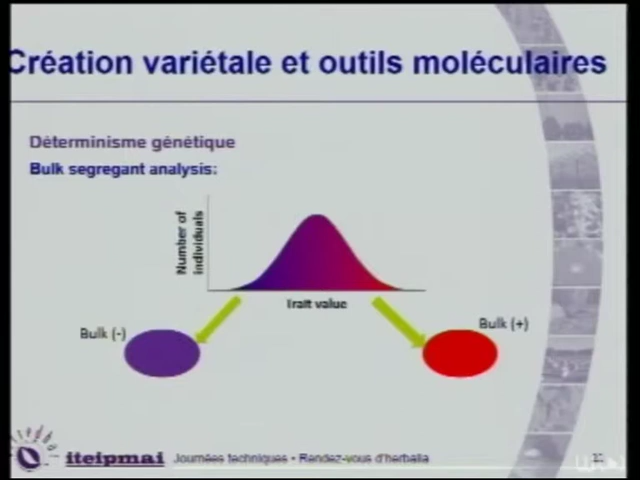 Création variétale et outils moléculaires
Déterminisme génétique
Bulk segregant analysis:
Number of
individuals
Trait value
Bulk (-)
Bulk (+)
iteipmai
Journées techniques • Rendez-vous d'herbalia